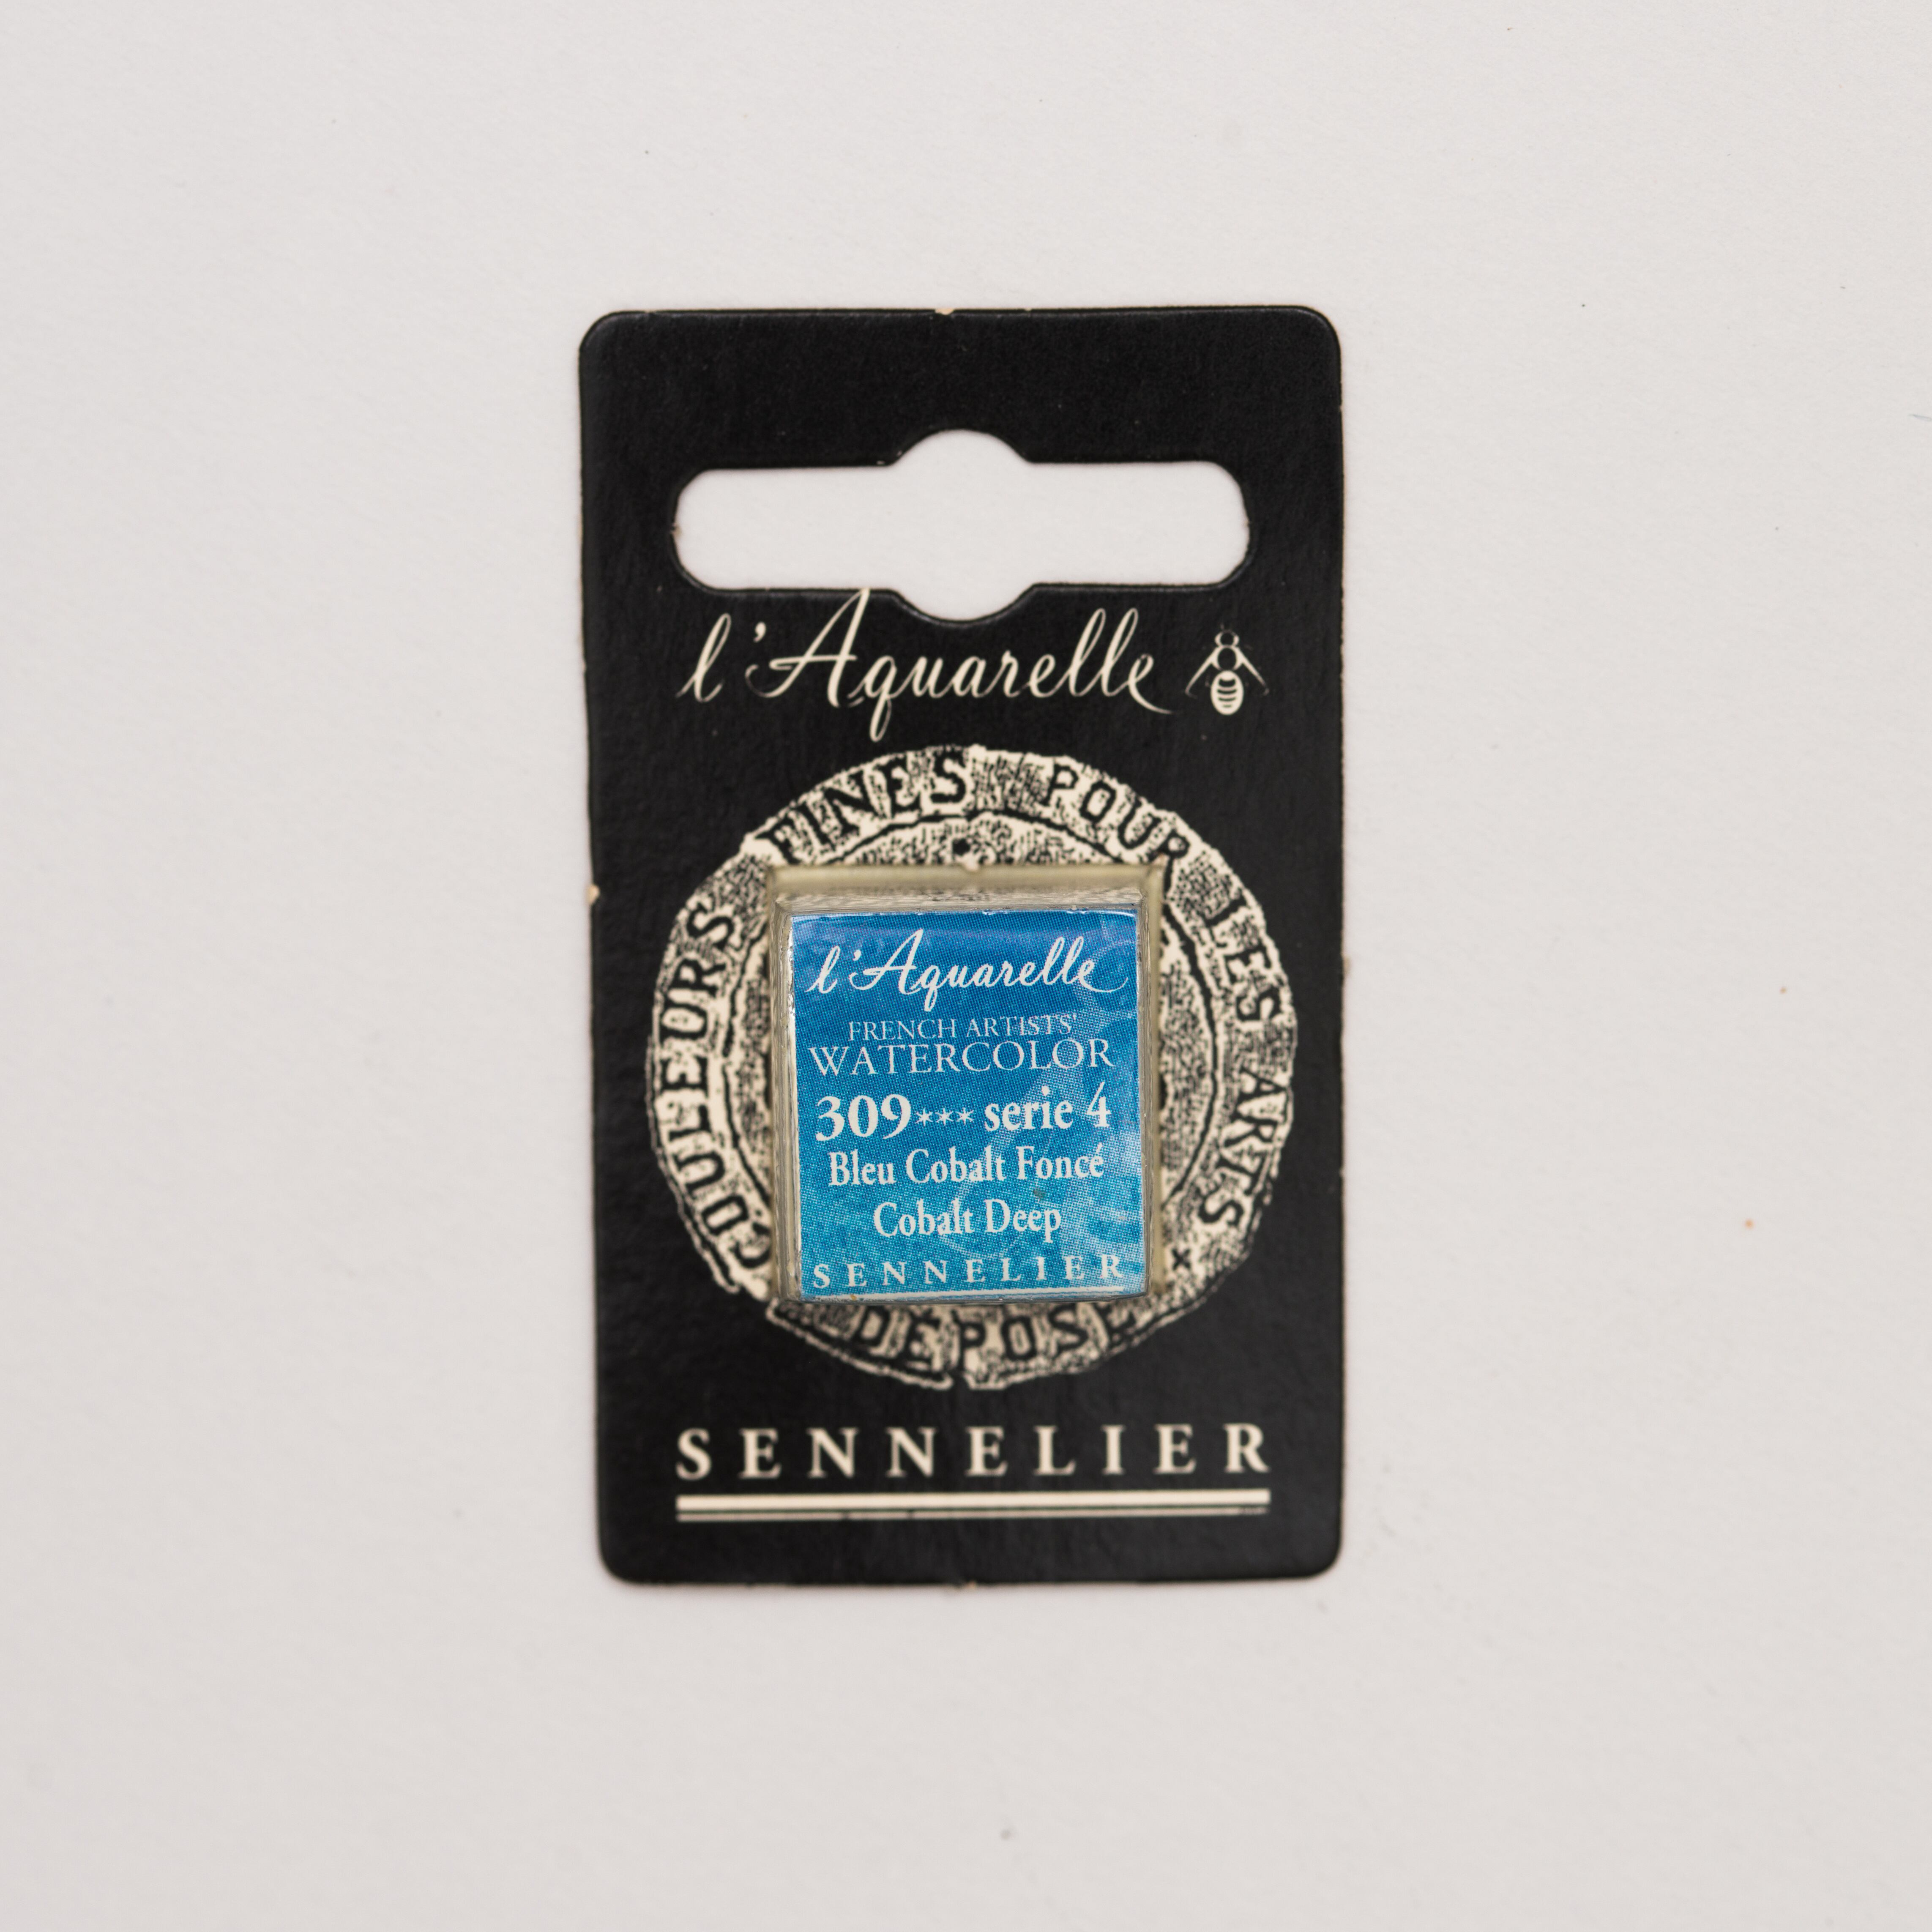 l'Aquarelle
COULEURS FINES POUR LES ARTS
l'Aquarelle
FRENCH ARTISTS'
WATERCOLOR
309*** serie 4
Bleu Cobalt Foncé
Cobalt Deep
SENNELIER
DÉPOSÉ
SENNELIER